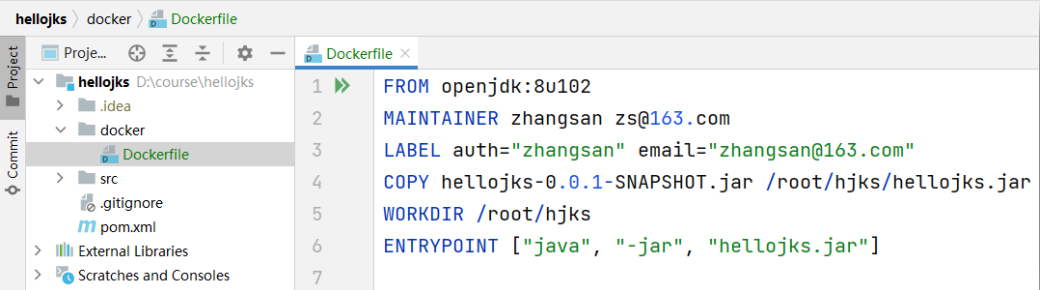 hellojks 〉 docker 〉 Dockerfile
Project
Commit
Proje...
hellojks D:\course\hellojks
.idea
docker
Dockerfile
src
.gitignore
pom.xml
External Libraries
Scratches and Consoles
Dockerfile
1 FROM openjdk:8u102
2 MAINTAINER zhangsan zs@163.com
3 LABEL auth="zhangsan" email="zhangsan@163.com"
4 COPY hellojks-0.0.1-SNAPSHOT.jar /root/hjks/hellojks.jar
5 WORKDIR /root/hjks
6 ENTRYPOINT ["java", "-jar", "hellojks.jar"]
7